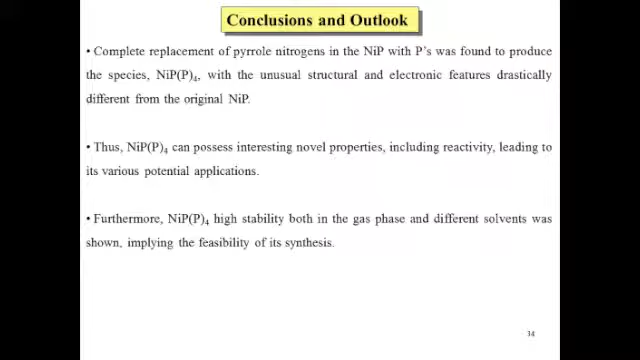 Conclusions and Outlook
• Complete replacement of pyrrole nitrogens in the NiP with P's was found to produce
the species, NiP(P)₄, with the unusual structural and electronic features drastically
different from the original NiP.
• Thus, NiP(P)₄ can possess interesting novel properties, including reactivity, leading to
its various potential applications.
• Furthermore, NiP(P)₄ high stability both in the gas phase and different solvents was
shown, implying the feasibility of its synthesis.
34